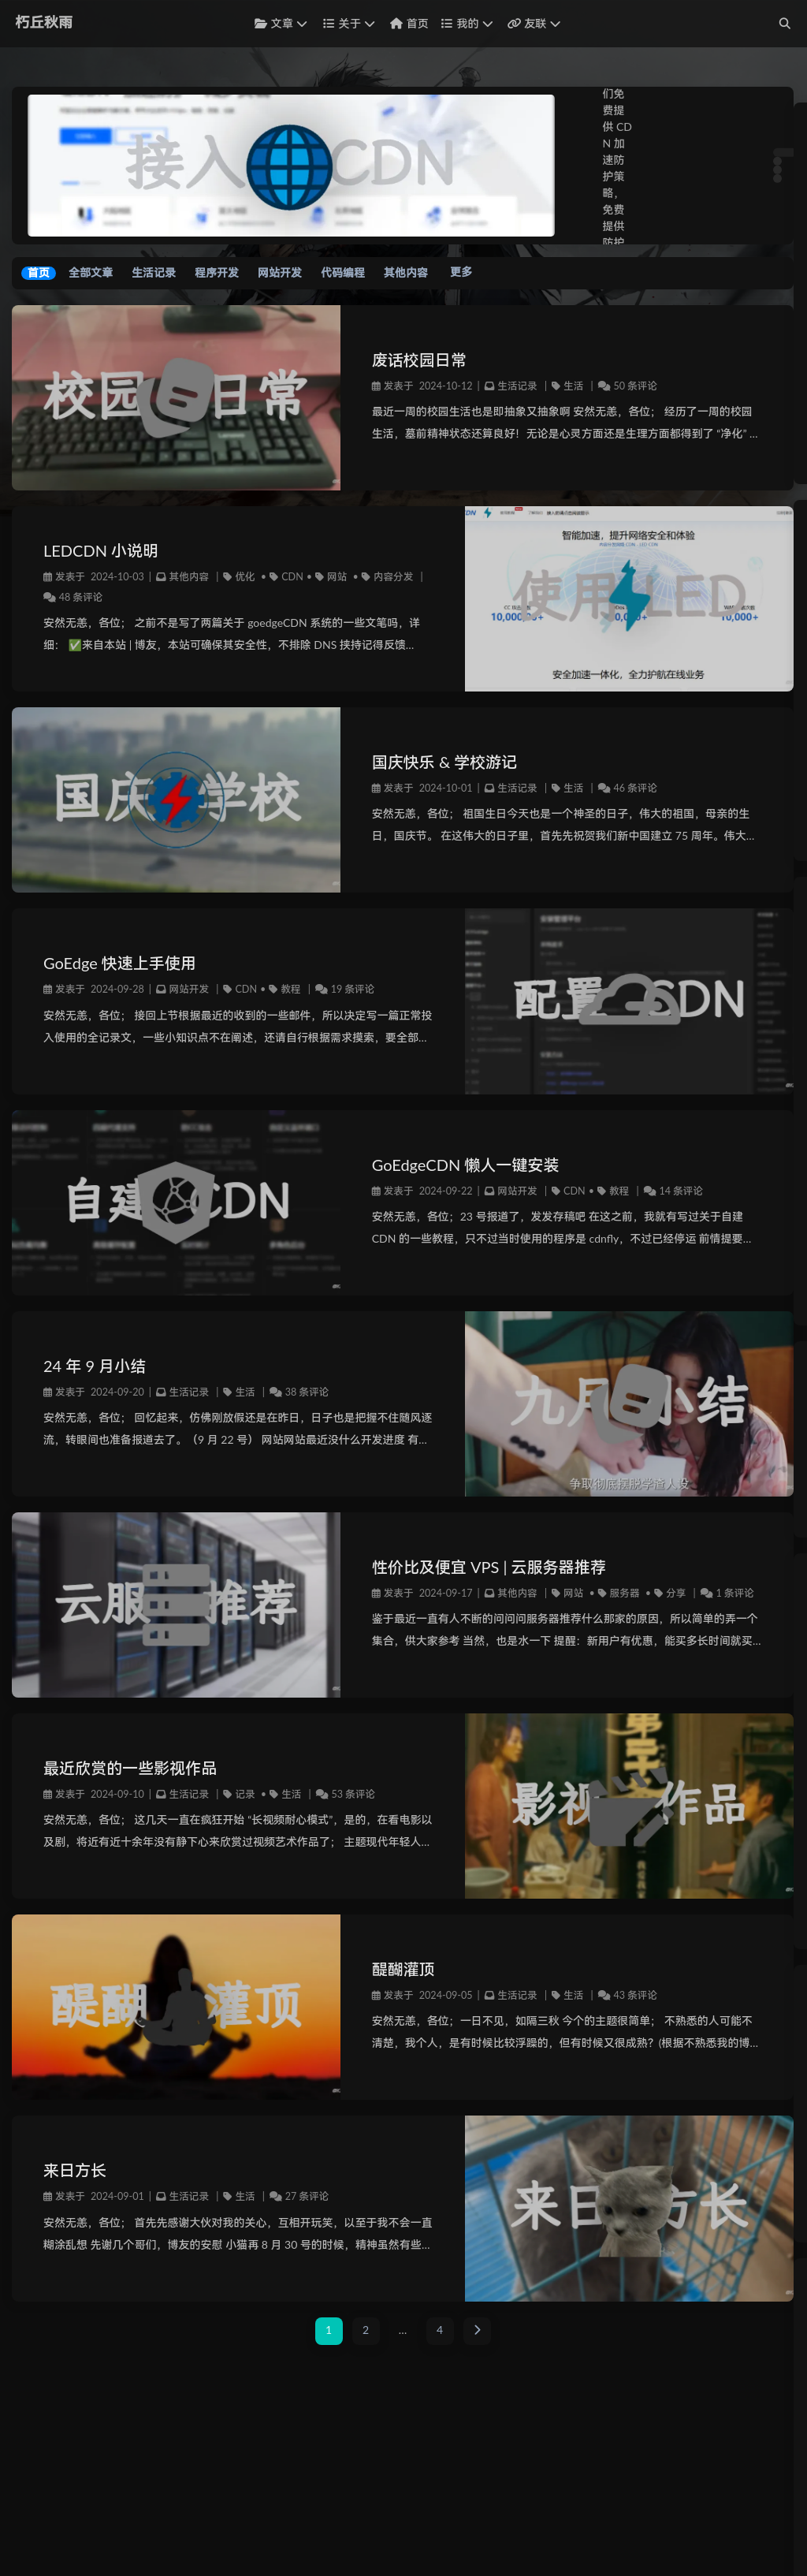 朽丘秋雨
文章 关于 首页 我的 友联
接入 CDN
们免
费提
供 CD
N 加
速防
护策
略，
免费
提供
防护
首页 全部文章 生活记录 程序开发 网站开发 代码编程 其他内容 更多
校园日常
废话校园日常
发表于 2024-10-12 | 生活记录 | 生活 | 50 条评论
最近一周的校园生活也是即抽象又抽象啊 安然无恙，各位； 经历了一周的校园
生活，墓前精神状态还算良好！无论是心灵方面还是生理方面都得到了 “净化” ...
LEDCDN 小说明
发表于 2024-10-03 | 其他内容 | 优化 • CDN • 网站 • 内容分发 |
48 条评论
安然无恙，各位； 之前不是写了两篇关于 goedgeCDN 系统的一些文笔吗，详
细： ✅来自本站 | 博友，本站可确保其安全性，不排除 DNS 挟持记得反馈...
智能加速，提升网络安全和体验
使用 LED
安全加速一体化，全力护航在线业务
国庆 学校
国庆快乐 & 学校游记
发表于 2024-10-01 | 生活记录 | 生活 | 46 条评论
安然无恙，各位； 祖国生日今天也是一个神圣的日子，伟大的祖国，母亲的生
日，国庆节。 在这伟大的日子里，首先先祝贺我们新中国建立 75 周年。伟大...
GoEdge 快速上手使用
发表于 2024-09-28 | 网站开发 | CDN • 教程 | 19 条评论
安然无恙，各位； 接回上节根据最近的收到的一些邮件，所以决定写一篇正常投
入使用的全记录文，一些小知识点不在阐述，还请自行根据需求摸索，要全部...
配置 CDN
自建 CDN
GoEdgeCDN 懒人一键安装
发表于 2024-09-22 | 网站开发 | CDN • 教程 | 14 条评论
安然无恙，各位；23 号报道了，发发存稿吧 在这之前，我就有写过关于自建
CDN 的一些教程，只不过当时使用的程序是 cdnfly，不过已经停运 前情提要...
24 年 9 月小结
发表于 2024-09-20 | 生活记录 | 生活 | 38 条评论
安然无恙，各位； 回忆起来，仿佛刚放假还是在昨日，日子也是把握不住随风逐
流，转眼间也准备报道去了。（9 月 22 号） 网站网站最近没什么开发进度 有...
九月小结
争取彻底摆脱学渣人设
云服 推荐
性价比及便宜 VPS | 云服务器推荐
发表于 2024-09-17 | 其他内容 | 网站 • 服务器 • 分享 | 1 条评论
鉴于最近一直有人不断的问问问服务器推荐什么那家的原因，所以简单的弄一个
集合，供大家参考 当然，也是水一下 提醒：新用户有优惠，能买多长时间就买...
最近欣赏的一些影视作品
发表于 2024-09-10 | 生活记录 | 记录 • 生活 | 53 条评论
安然无恙，各位； 这几天一直在疯狂开始 “长视频耐心模式”，是的，在看电影以
及剧，将近有近十余年没有静下心来欣赏过视频艺术作品了； 主题现代年轻人...
影视 作品
醍醐 灌顶
醍醐灌顶
发表于 2024-09-05 | 生活记录 | 生活 | 43 条评论
安然无恙，各位；一日不见，如隔三秋 今个的主题很简单； 不熟悉的人可能不
清楚，我个人，是有时候比较浮躁的，但有时候又很成熟？(根据不熟悉我的博...
来日方长
发表于 2024-09-01 | 生活记录 | 生活 | 27 条评论
安然无恙，各位； 首先先感谢大伙对我的关心，互相开玩笑，以至于我不会一直
糊涂乱想 先谢几个哥们，博友的安慰 小猫再 8 月 30 号的时候，精神虽然有些...
来日方长
1 2 … 4